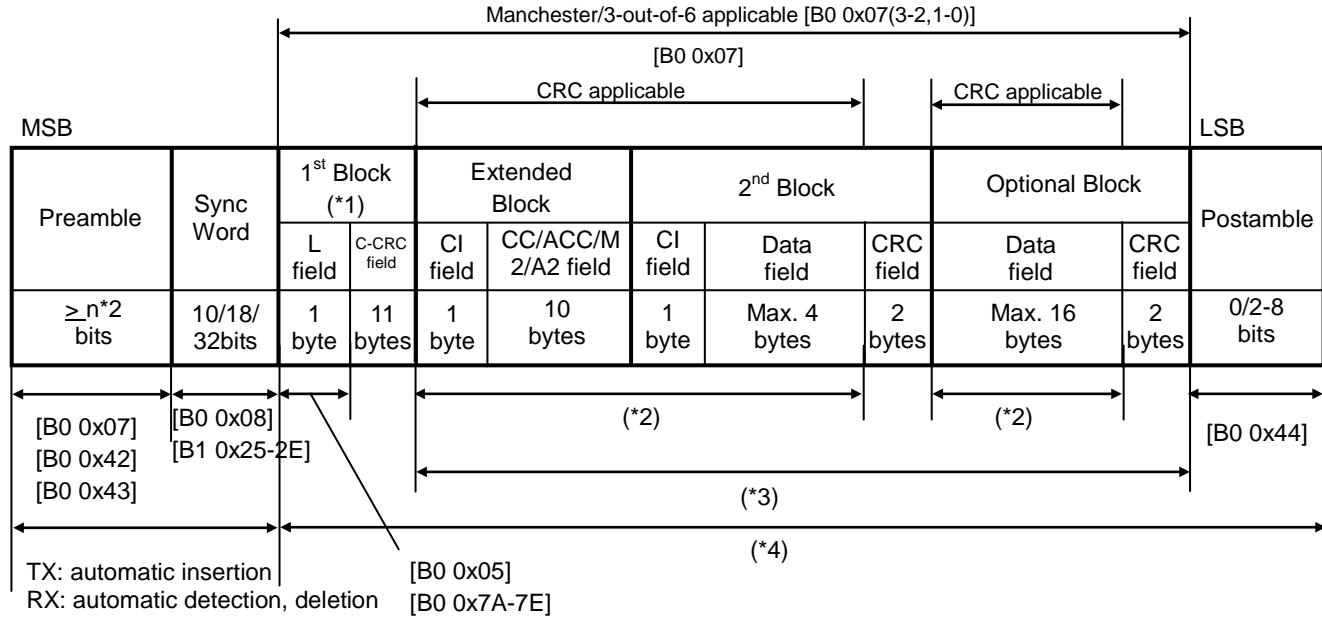 Manchester/3-out-of-6 applicable [B0 0x07(3-2,1-0)]
[B0 0x07]
CRC applicable
CRC applicable
MSB
LSB
Preamble
Sync
Word
1st Block
(*1)
Extended
Block
2nd Block
Optional Block
Postamble
L
field
C-CRC
field
CI
field
CC/ACC/M
2/A2 field
CI
field
Data
field
CRC
field
Data
field
CRC
field
≥ n*2
bits
10/18/
32bits
1
byte
11
bytes
1
byte
10
bytes
1
byte
Max. 4
bytes
2
bytes
Max. 16
bytes
2
bytes
0/2-8
bits
[B0 0x07]
[B0 0x42]
[B0 0x43]
[B0 0x08]
[B1 0x25-2E]
(*2)
(*2)
[B0 0x44]
(*3)
(*4)
TX: automatic insertion
RX: automatic detection, deletion
[B0 0x05]
[B0 0x7A-7E]